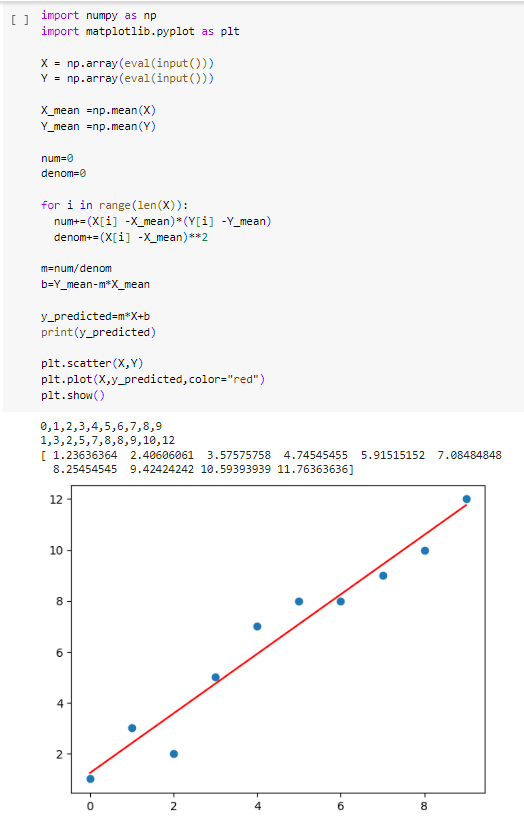 [ ] import numpy as np
import matplotlib.pyplot as plt
X = np.array(eval(input()))
Y = np.array(eval(input()))
X_mean =np.mean(X)
Y_mean =np.mean(Y)
num=0
denom=0
for i in range(len(X)):
  num+=(X[i] -X_mean)*(Y[i] -Y_mean)
  denom+=(X[i] -X_mean)**2
m=num/denom
b=Y_mean-m*X_mean
y_predicted=m*X+b
print(y_predicted)
plt.scatter(X,Y)
plt.plot(X,y_predicted,color="red")
plt.show()
0,1,2,3,4,5,6,7,8,9
1,3,2,5,7,8,8,9,10,12
[ 1.23636364  2.40606061  3.57575758  4.74545455  5.91515152  7.08484848
  8.25454545  9.42424242 10.59393939 11.76363636]
12
10
8
6
4
2
0 2 4 6 8